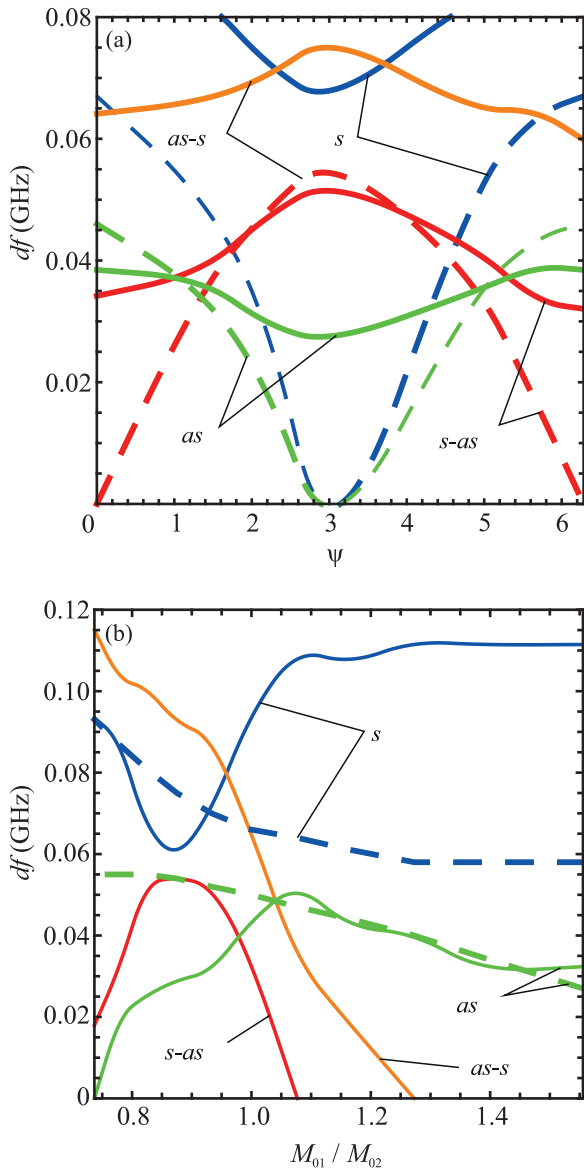 0.08
(a)
as-s
s
0.06
df (GHz)
0.04
0.02
as
s-as
0 1 2 3 4 5 6
ψ
0.12
(b)
0.10
s
0.08
df (GHz)
0.06
0.04
as
0.02
s-as
as-s
0
0.8 1.0 1.2 1.4
M01 / M02